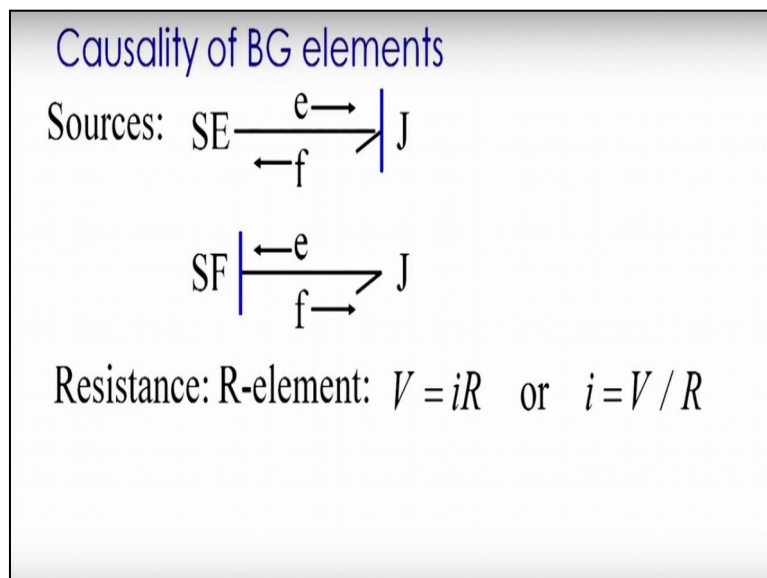 Causality of BG elements
e
Sources: SE J
f
e
SF J
f
Resistance: R-element: V = iR or i = V / R